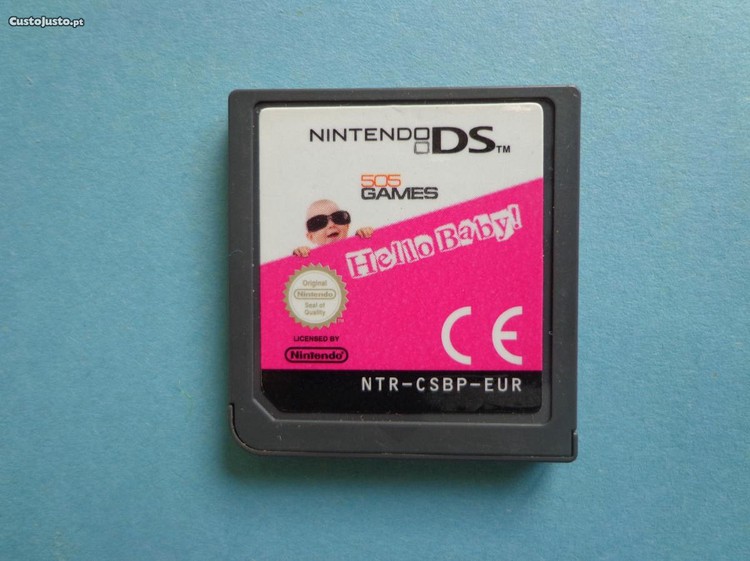 CustoJusto.pt
NINTENDO DS™
505
GAMES
Hello Baby!
Original
Nintendo
Seal of
Quality
TM
LICENSED BY
Nintendo®
CE
NTR-CSBP-EUR